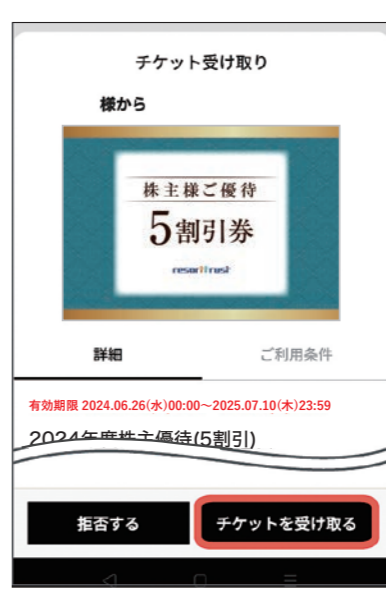 チケット受け取り
様から
株主様ご優待
5割引券
resorttrust
詳細
ご利用条件
有効期限 2024.06.26(水)00:00～2025.07.10(木)23:59
2024年度株主優待(5割引)
拒否する
チケットを受け取る